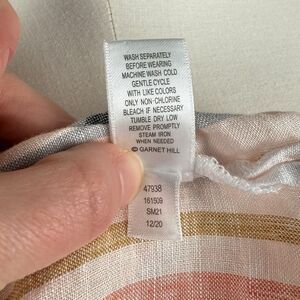 WASH SEPARATELY
BEFORE WEARING
MACHINE WASH COLD
GENTLE CYCLE
WITH LIKE COLORS
ONLY NON-CHLORINE
BLEACH IF NECESSARY
TUMBLE DRY LOW
REMOVE PROMPTLY
STEAM IRON
WHEN NEEDED
© GARNET HILL
47938
161509
SM21
12/20